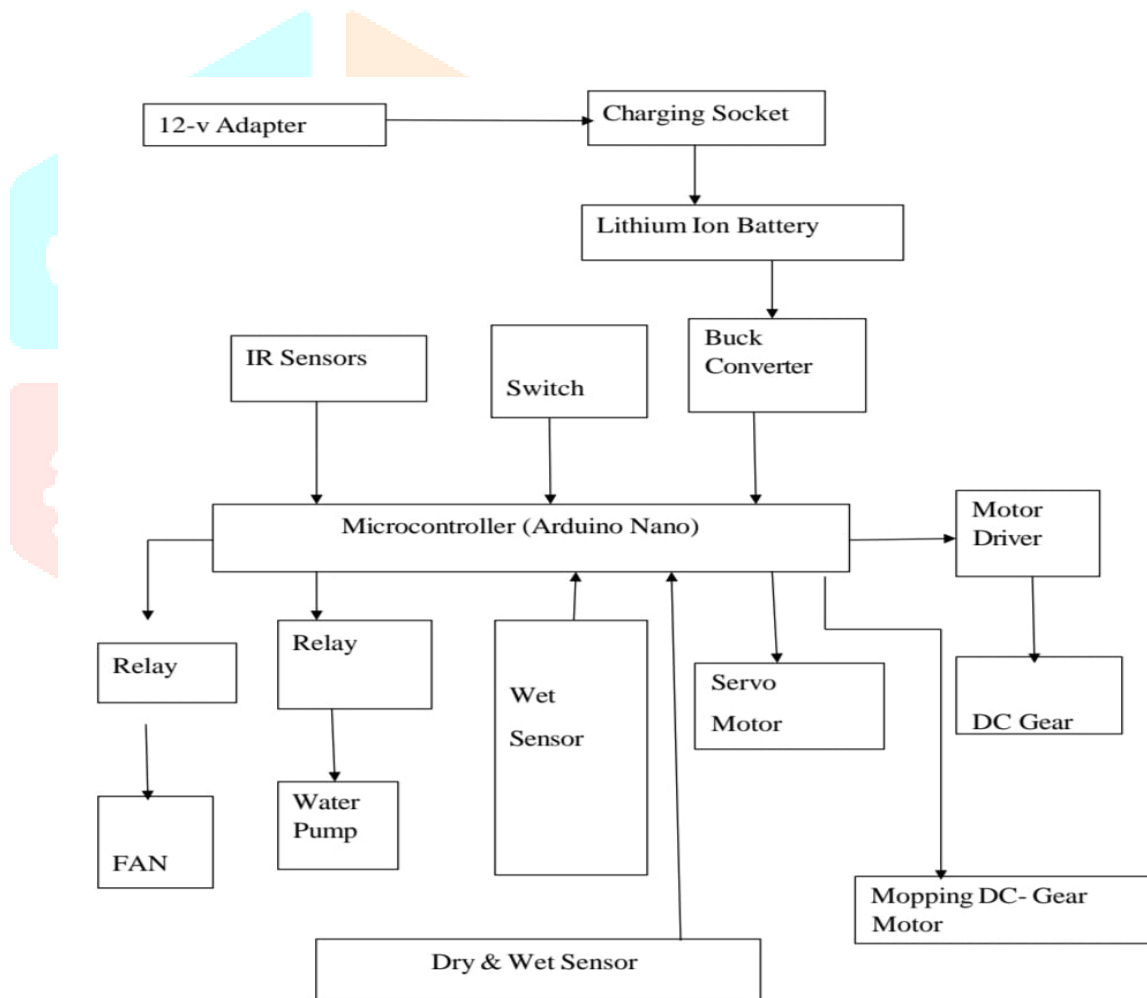 12-v Adapter
Charging Socket
Lithium Ion Battery
IR Sensors
Switch
Buck
Converter
Microcontroller (Arduino Nano)
Motor
Driver
Relay
Relay
Wet
Sensor
Servo
Motor
DC Gear
FAN
Water
Pump
Mopping DC- Gear
Motor
Dry & Wet Sensor